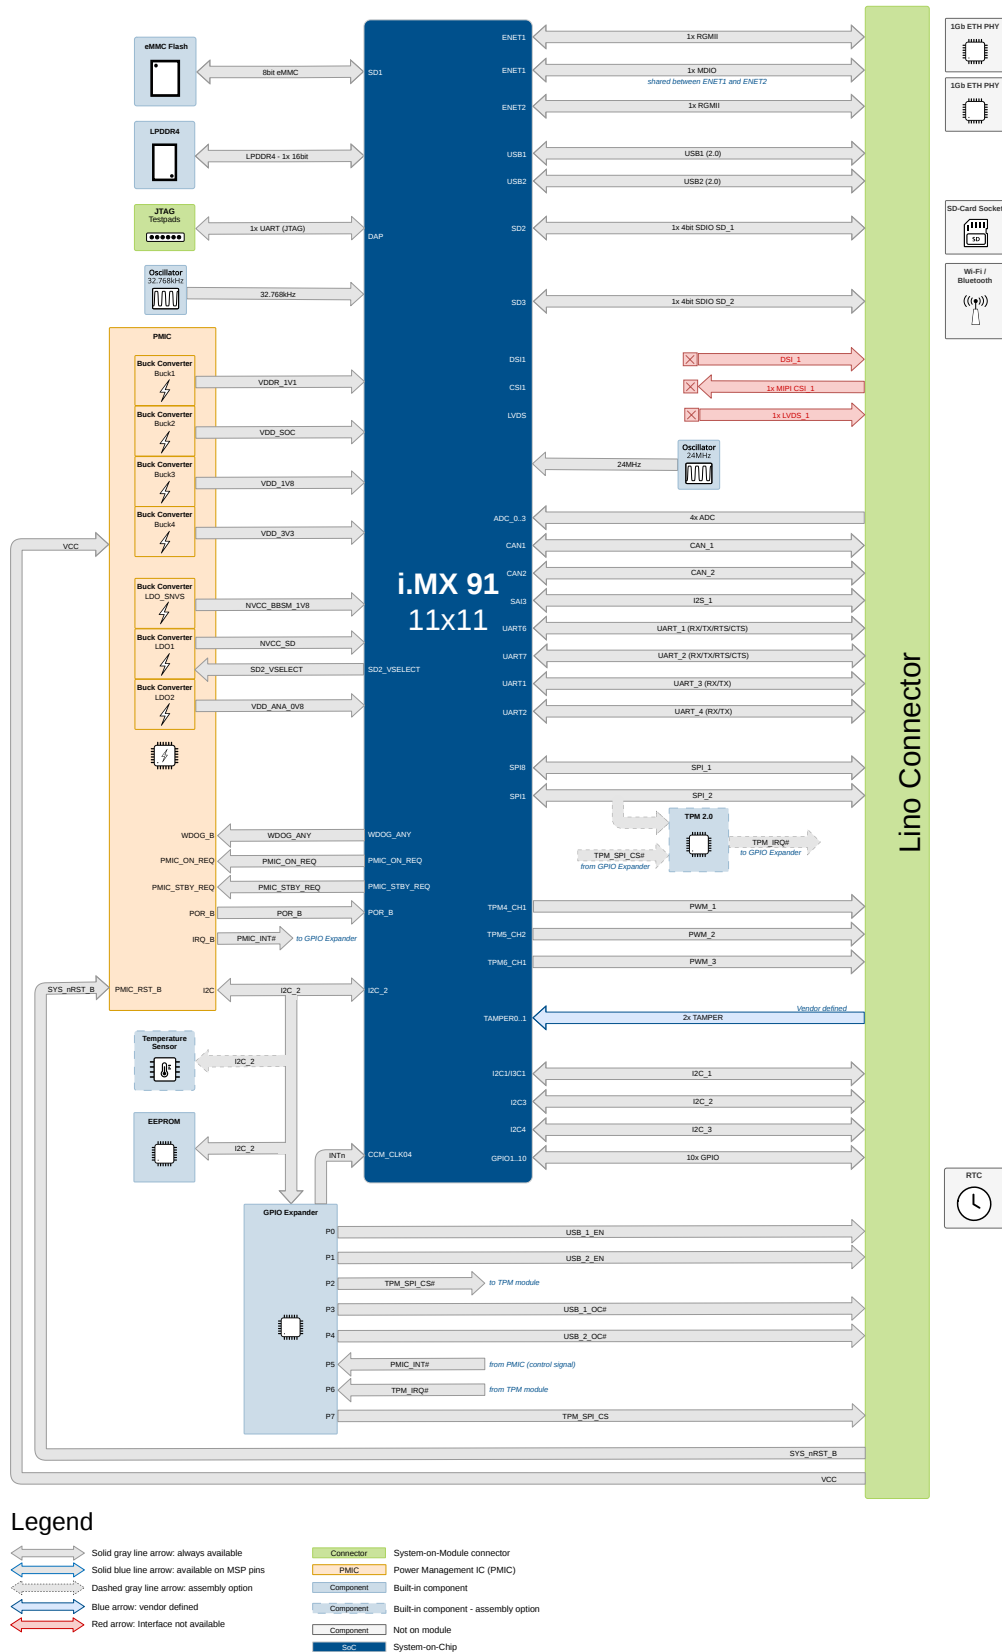 eMMC Flash
8bit eMMC
SD1
LPDDR4
LPDDR4 - 1x 16bit
JTAG
Testpads
1x UART (JTAG)
DAP
Oscillator
32.768kHz
32.768kHz
PMIC
Buck Converter
Buck1
VDDR_1V1
Buck Converter
Buck2
VDD_SOC
Buck Converter
Buck3
VDD_1V8
Buck Converter
Buck4
VDD_3V3
VCC
Buck Converter
LDO_SNVS
NVCC_BBSM_1V8
Buck Converter
LDO1
NVCC_SD
SD2_VSELECT
SD2_VSELECT
Buck Converter
LDO2
VDD_ANA_0V8
WDOG_B
WDOG_ANY
WDOG_ANY
PMIC_ON_REQ
PMIC_ON_REQ
PMIC_ON_REQ
PMIC_STBY_REQ
PMIC_STBY_REQ
PMIC_STBY_REQ
POR_B
POR_B
POR_B
IRQ_B
PMIC_INT#
to GPIO Expander
SYS_nRST_B
PMIC_RST_B
I2C
I2C_2
I2C_2
Temperature
Sensor
I2C_2
EEPROM
I2C_2
INTn
CCM_CLK04
i.MX 91
11x11
ENET1
1x RGMII
ENET1
1x MDIO
shared between ENET1 and ENET2
ENET2
1x RGMII
USB1
USB1 (2.0)
USB2
USB2 (2.0)
SD2
1x 4bit SDIO SD_1
SD3
1x 4bit SDIO SD_2
DSI1
DSI_1
CSI1
1x MIPI CSI_1
LVDS
1x LVDS_1
24MHz
Oscillator
24MHz
ADC_0..3
4x ADC
CAN1
CAN_1
CAN2
CAN_2
SAI3
I2S_1
UART6
UART_1 (RX/TX/RTS/CTS)
UART7
UART_2 (RX/TX/RTS/CTS)
UART1
UART_3 (RX/TX)
UART2
UART_4 (RX/TX)
SPI8
SPI_1
SPI1
SPI_2
TPM 2.0
TPM_SPI_CS#
from GPIO Expander
TPM_IRQ#
to GPIO Expander
TPM4_CH1
PWM_1
TPM5_CH2
PWM_2
TPM6_CH1
PWM_3
Vendor defined
TAMPER0..1
2x TAMPER
I2C1/I3C1
I2C_1
I2C3
I2C_2
I2C4
I2C_3
GPIO1..10
10x GPIO
Lino Connector
1Gb ETH PHY
1Gb ETH PHY
SD-Card Socket
SD
Wi-Fi /
Bluetooth
RTC
GPIO Expander
P0
USB_1_EN
P1
USB_2_EN
P2
TPM_SPI_CS#
to TPM module
P3
USB_1_OC#
P4
USB_2_OC#
P5
PMIC_INT#
from PMIC (control signal)
P6
TPM_IRQ#
from TPM module
P7
TPM_SPI_CS
SYS_nRST_B
VCC
Legend
Solid gray line arrow: always available
Solid blue line arrow: available on MSP pins
Dashed gray line arrow: assembly option
Blue arrow: vendor defined
Red arrow: Interface not available
Connector
System-on-Module connector
PMIC
Power Management IC (PMIC)
Component
Built-in component
Component
Built-in component - assembly option
Component
Not on module
SoC
System-on-Chip